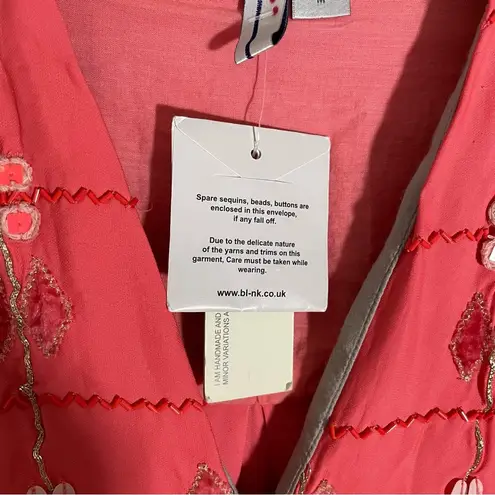 M
Spare sequins, beads, buttons are
enclosed in this envelope,
if any fall off.
Due to the delicate nature
of the yarns and trims on this
garment, Care must be taken while
wearing.
www.bl-nk.co.uk
I AM HANDMADE AND
MINOR VARIATIONS A